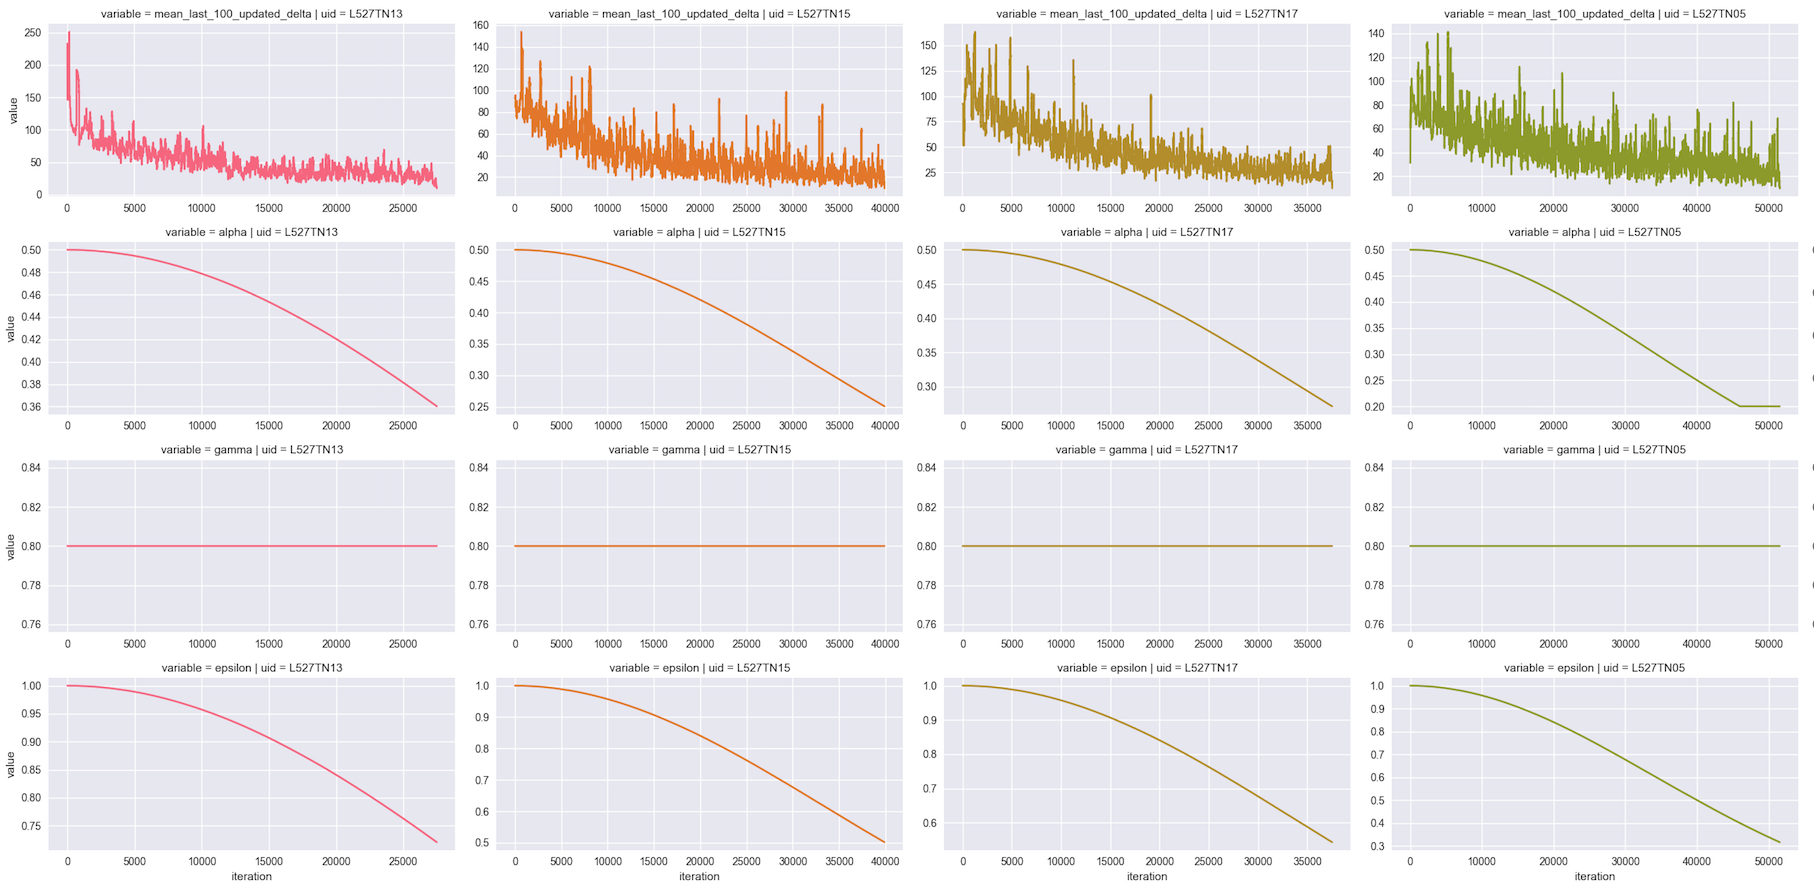 variable = mean_last_100_updated_delta | uid = L527TN13
variable = mean_last_100_updated_delta | uid = L527TN15
variable = mean_last_100_updated_delta | uid = L527TN17
variable = mean_last_100_updated_delta | uid = L527TN05
value
250
200
150
100
50
0
0 5000 10000 15000 20000 25000
160
140
120
100
80
60
40
20
0 5000 10000 15000 20000 25000 30000 35000 40000
150
125
100
75
50
25
0 5000 10000 15000 20000 25000 30000 35000
140
120
100
80
60
40
20
0 10000 20000 30000 40000 50000
variable = alpha | uid = L527TN13
variable = alpha | uid = L527TN15
variable = alpha | uid = L527TN17
variable = alpha | uid = L527TN05
value
0.50
0.48
0.46
0.44
0.42
0.40
0.38
0.36
0 5000 10000 15000 20000 25000
0.50
0.45
0.40
0.35
0.30
0.25
0 5000 10000 15000 20000 25000 30000 35000 40000
0.50
0.45
0.40
0.35
0.30
0 5000 10000 15000 20000 25000 30000 35000
0.50
0.45
0.40
0.35
0.30
0.25
0.20
0 10000 20000 30000 40000 50000
variable = gamma | uid = L527TN13
variable = gamma | uid = L527TN15
variable = gamma | uid = L527TN17
variable = gamma | uid = L527TN05
value
0.84
0.82
0.80
0.78
0.76
0 5000 10000 15000 20000 25000
0.84
0.82
0.80
0.78
0.76
0 5000 10000 15000 20000 25000 30000 35000 40000
0.84
0.82
0.80
0.78
0.76
0 5000 10000 15000 20000 25000 30000 35000
0.84
0.82
0.80
0.78
0.76
0 10000 20000 30000 40000 50000
variable = epsilon | uid = L527TN13
variable = epsilon | uid = L527TN15
variable = epsilon | uid = L527TN17
variable = epsilon | uid = L527TN05
value
1.00
0.95
0.90
0.85
0.80
0.75
0 5000 10000 15000 20000 25000
iteration
1.0
0.9
0.8
0.7
0.6
0.5
0 5000 10000 15000 20000 25000 30000 35000 40000
iteration
1.0
0.9
0.8
0.7
0.6
0 5000 10000 15000 20000 25000 30000 35000
iteration
1.0
0.9
0.8
0.7
0.6
0.5
0.4
0.3
0 10000 20000 30000 40000 50000
iteration